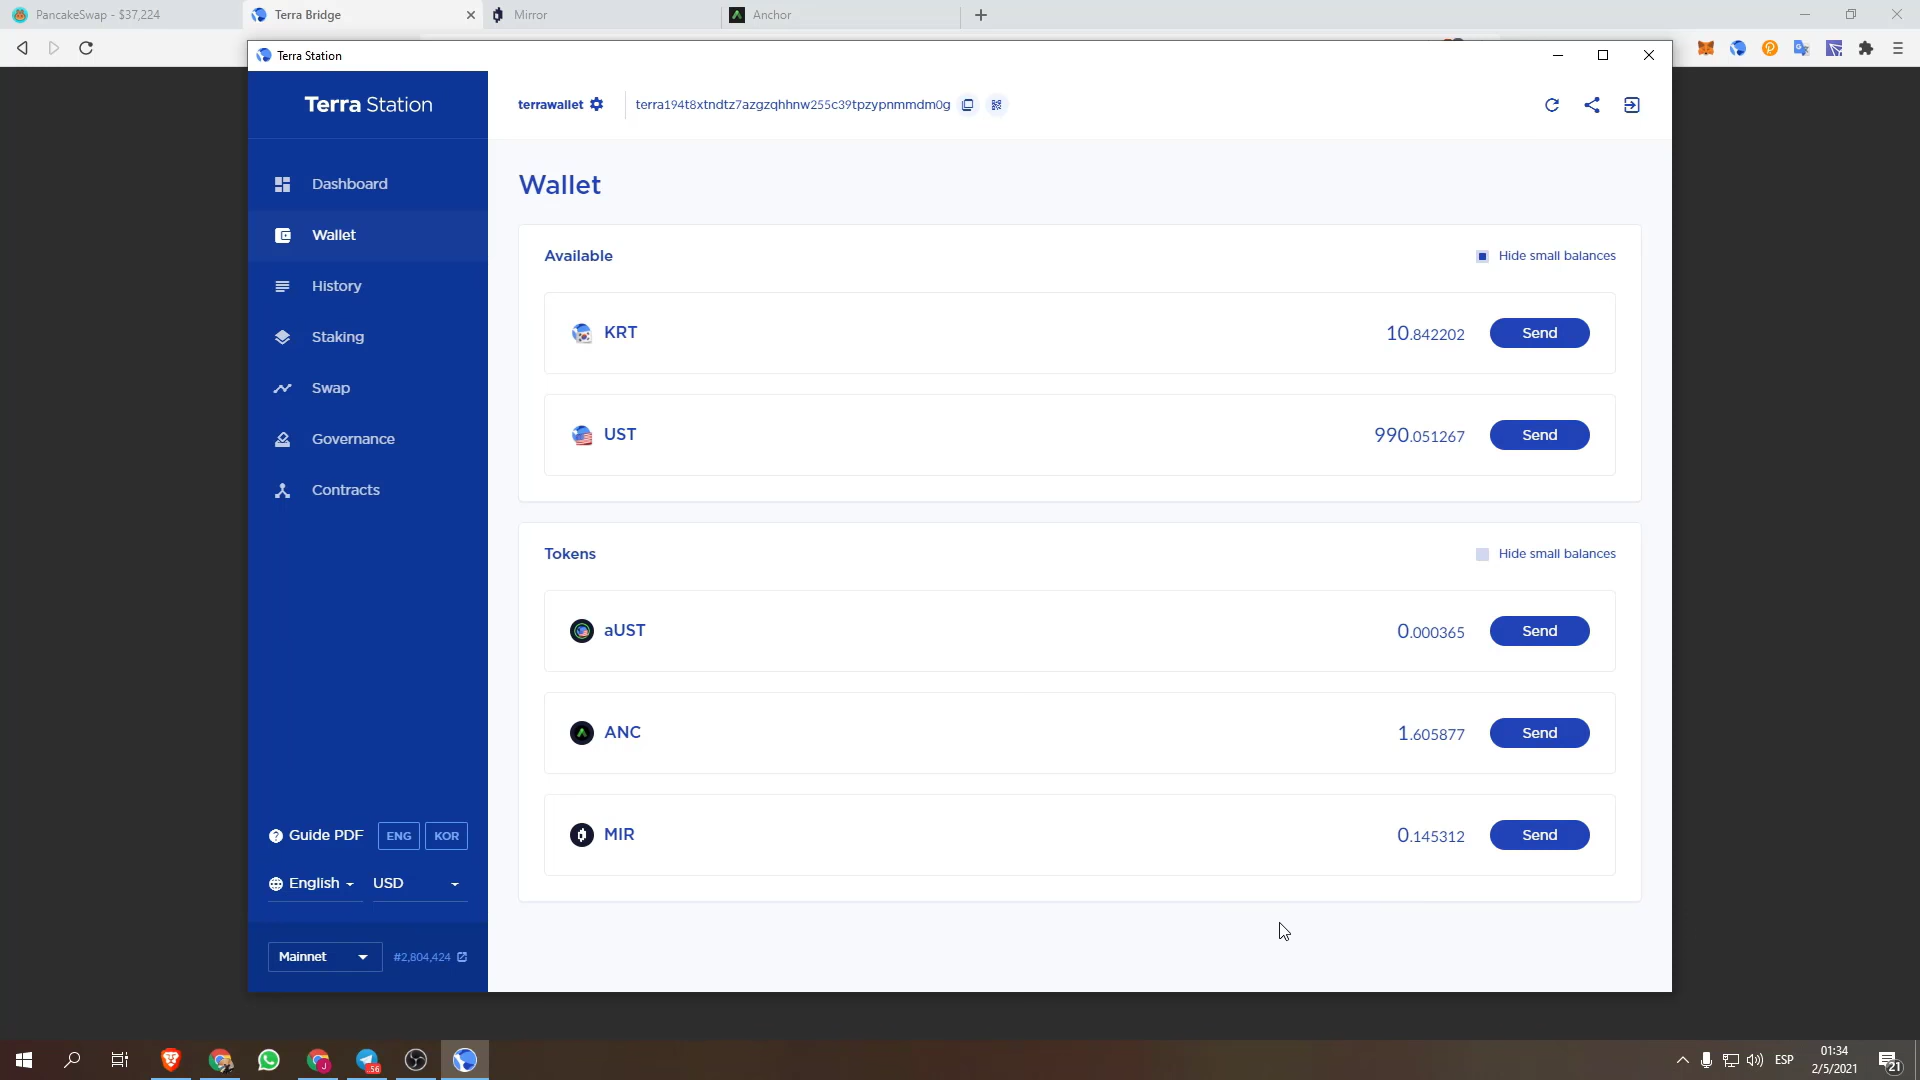 PancakeSwap - $37,224
Terra Bridge
Mirror
Anchor
Terra Station
Terra Station
terrawallet
terra194t8xtndtz7azgzqhhnw255c39tpzypnmmdm0g
Dashboard
Wallet
History
Staking
Swap
Governance
Contracts
Guide PDF
ENG
KOR
English
USD
Mainnet
#2,804,424
Wallet
Available
Hide small balances
KRT
10.842202
Send
UST
990.051267
Send
Tokens
Hide small balances
aUST
0.000365
Send
ANC
1.605877
Send
MIR
0.145312
Send
J
56
ESP
01:34
2/5/2021
21